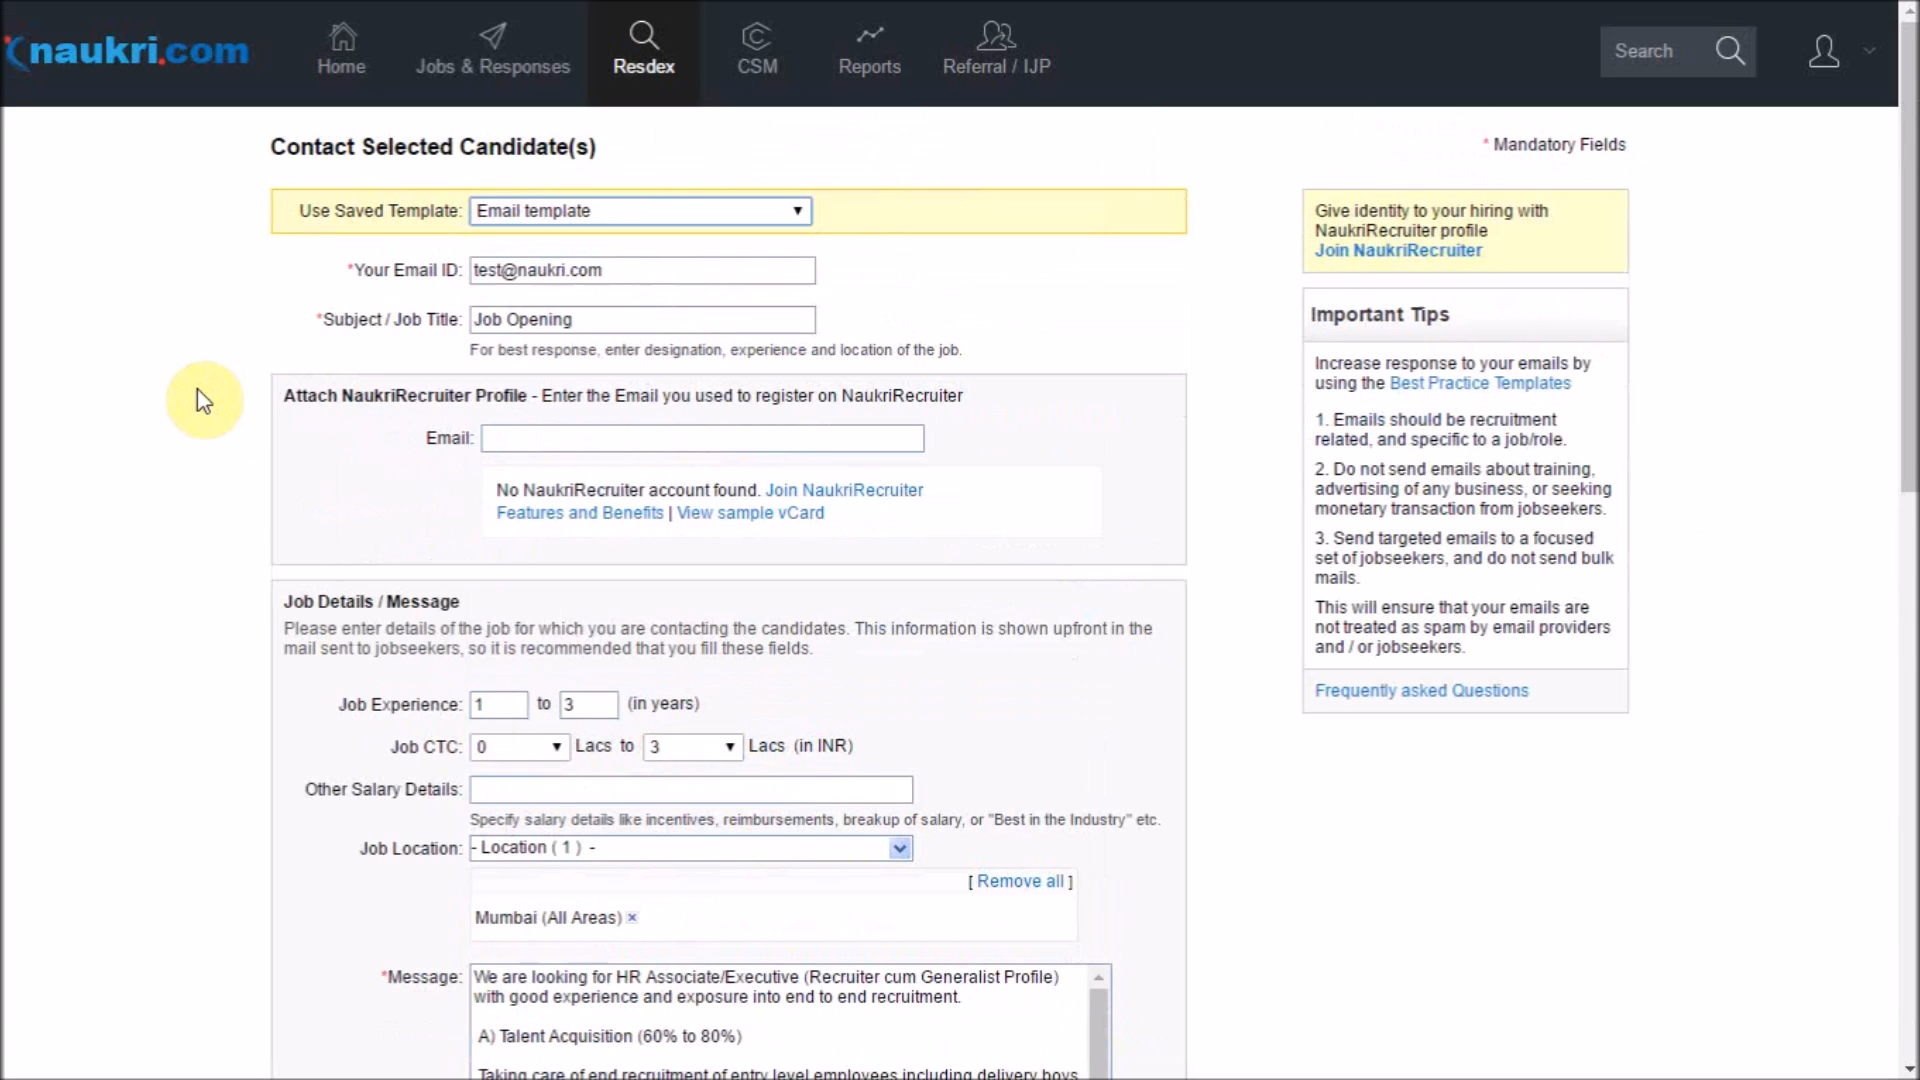 naukri.com
Home
Jobs & Responses
Resdex
CSM
Reports
Referral / IJP
Search
Contact Selected Candidate(s)
* Mandatory Fields
Use Saved Template: Email template
*Your Email ID: test@naukri.com
*Subject / Job Title: Job Opening
For best response, enter designation, experience and location of the job.
Attach NaukriRecruiter Profile - Enter the Email you used to register on NaukriRecruiter
Email:
No NaukriRecruiter account found. Join NaukriRecruiter
Features and Benefits | View sample vCard
Job Details / Message
Please enter details of the job for which you are contacting the candidates. This information is shown upfront in the
mail sent to jobseekers, so it is recommended that you fill these fields.
Job Experience: 1 to 3 (in years)
Job CTC: 0 Lacs to 3 Lacs (in INR)
Other Salary Details:
Specify salary details like incentives, reimbursements, breakup of salary, or "Best in the Industry" etc.
Job Location: - Location ( 1 ) -
[ Remove all ]
Mumbai (All Areas) ×
*Message: We are looking for HR Associate/Executive (Recruiter cum Generalist Profile)
with good experience and exposure into end to end recruitment.
A) Talent Acquisition (60% to 80%)
Taking care of end recruitment of entry level employees including delivery boys
Give identity to your hiring with
NaukriRecruiter profile
Join NaukriRecruiter
Important Tips
Increase response to your emails by
using the Best Practice Templates
1. Emails should be recruitment
related, and specific to a job/role.
2. Do not send emails about training,
advertising of any business, or seeking
monetary transaction from jobseekers.
3. Send targeted emails to a focused
set of jobseekers, and do not send bulk
mails.
This will ensure that your emails are
not treated as spam by email providers
and / or jobseekers.
Frequently asked Questions